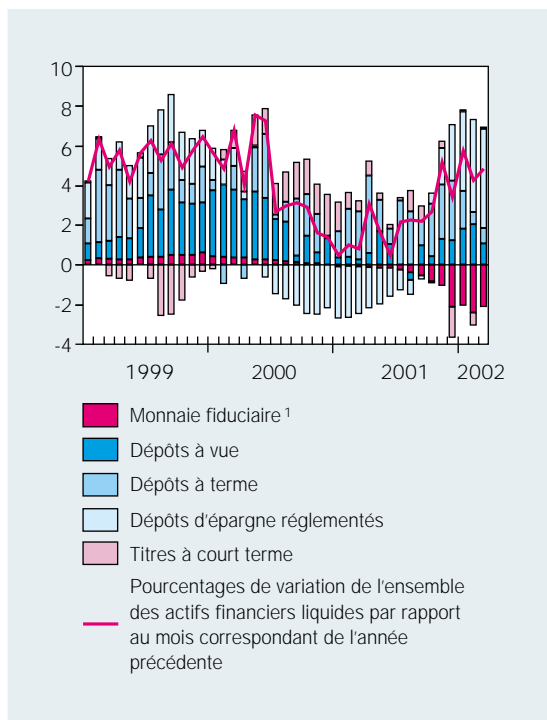 10
8
6
4
2
0
-2
-4
1999 2000 2001 2002
Monnaie fiduciaire 1
Dépôts à vue
Dépôts à terme
Dépôts d'épargne réglementés
Titres à court terme
Pourcentages de variation de l'ensemble
des actifs financiers liquides par rapport
au mois correspondant de l'année
précédente